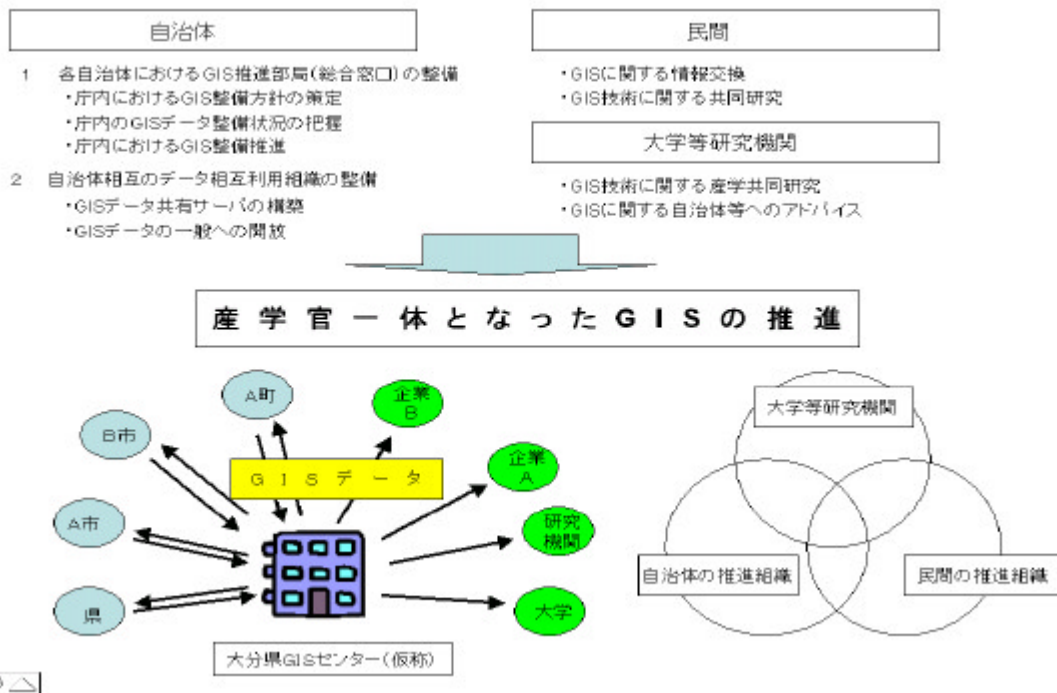 自治体
1 各自治体におけるGIS推進部局(総合窓口)の整備
・庁内におけるGIS整備方針の策定
・庁内のGISデータ整備状況の把握
・庁内におけるGIS整備推進
2 自治体相互のデータ相互利用組織の整備
・GISデータ共有サーバの構築
・GISデータの一般への開放
民間
・GISに関する情報交換
・GIS技術に関する共同研究
大学等研究機関
・GIS技術に関する産学共同研究
・GISに関する自治体等へのアドバイス
産学官一体となったGISの推進
A町
企業
B
B市
GISデータ
企業
A
A市
研究
機関
県
大学
大分県GISセンター(仮称)
大学等研究機関
自治体の推進組織
民間の推進組織